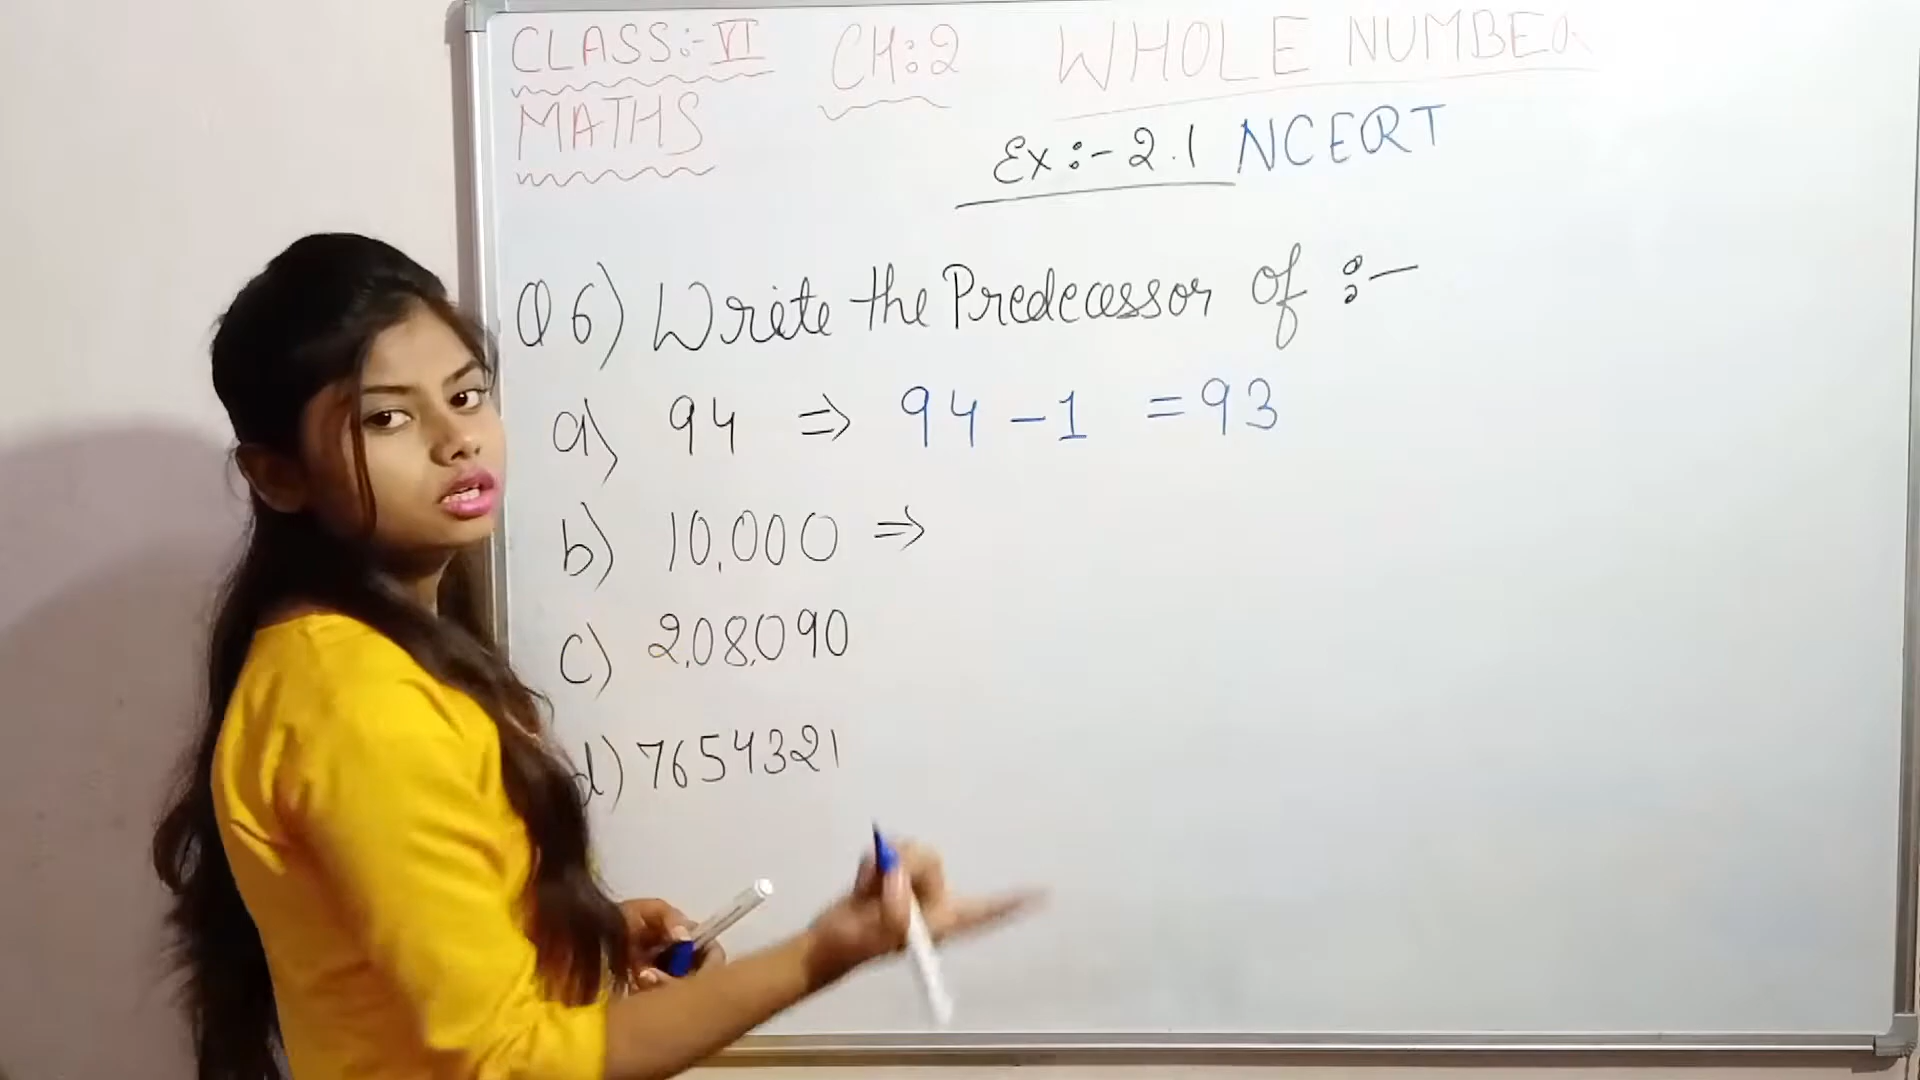 CLASS:-VI CH:2 WHOLE NUMBER
MATHS
Ex:-2.1 NCERT
Q6) Write the Predecessor of :-
a) 94 ⇒ 94 - 1 = 93
b) 10,000 ⇒
c) 2,08,090
d) 7654321